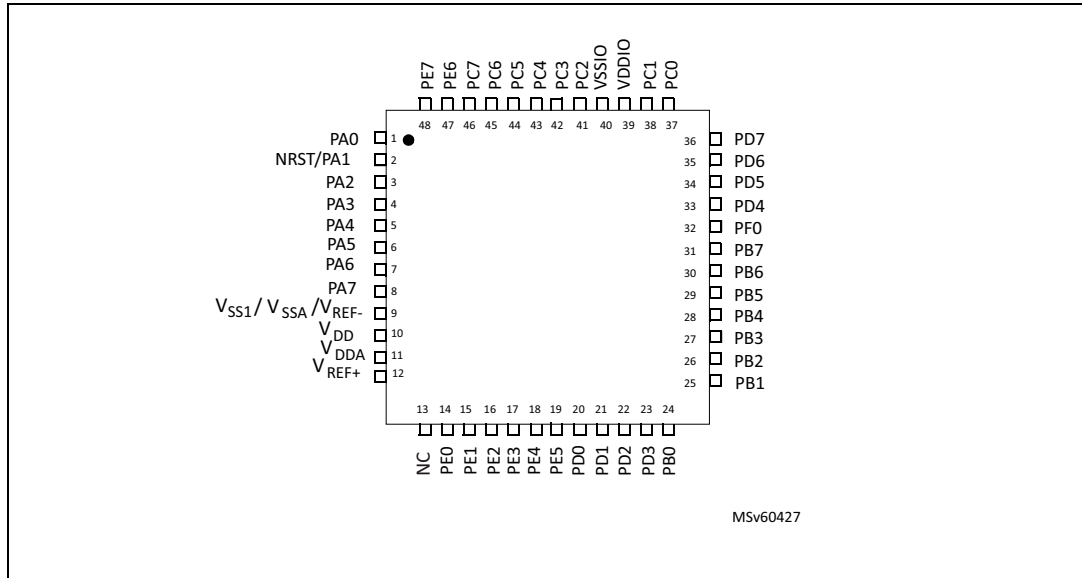 PE7
PE6
PC7
PC6
PC5
PC4
PC3
PC2
VSSIO
VDDIO
PC1
PC0
48
47
46
45
44
43
42
41
40
39
38
37
PA0 1
NRST/PA1 2
PA2 3
PA3 4
PA4 5
PA5 6
PA6 7
PA7 8
VSS1 / VSSA / VREF- 9
VDD 10
VDDA 11
VREF+ 12
36 PD7
35 PD6
34 PD5
33 PD4
32 PF0
31 PB7
30 PB6
29 PB5
28 PB4
27 PB3
26 PB2
25 PB1
13
14
15
16
17
18
19
20
21
22
23
24
NC
PE0
PE1
PE2
PE3
PE4
PE5
PD0
PD1
PD2
PD3
PB0
MSv60427